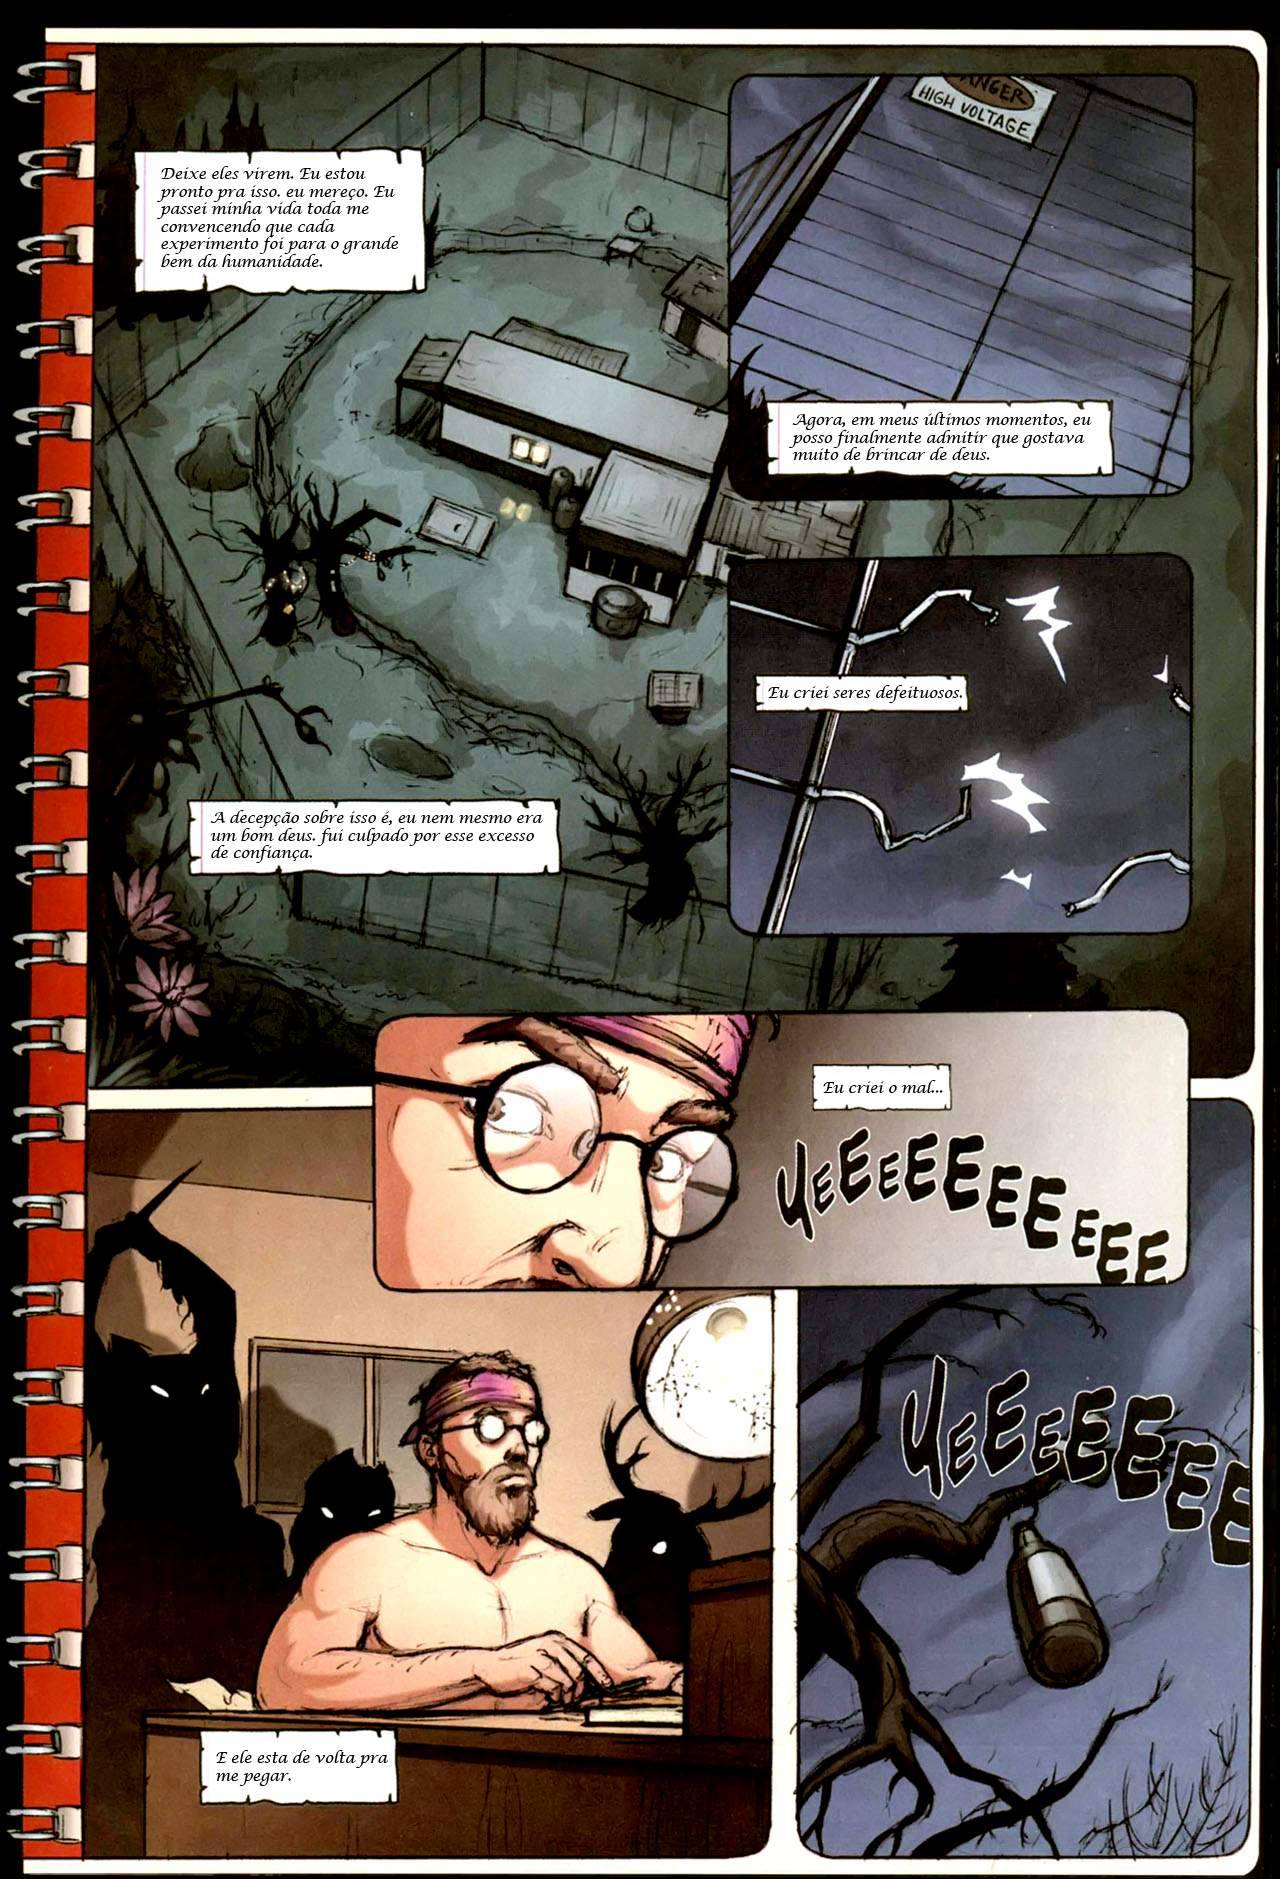 Deixe eles virem. Eu estou
pronto pra isso. eu mereço. Eu
passei minha vida toda me
convencendo que cada
experimento foi para o grande
bem da humanidade.
ANGER
HIGH VOLTAGE
Agora, em meus últimos momentos, eu
posso finalmente admitir que gostava
muito de brincar de deus.
Eu criei seres defeituosos.
A decepção sobre isso é, eu nem mesmo era
um bom deus. fui culpado por esse excesso
de confiança.
Eu criei o mal...
YEEEEEEEEEEE
YEEEEEEEE
E ele esta de volta pra
me pegar.